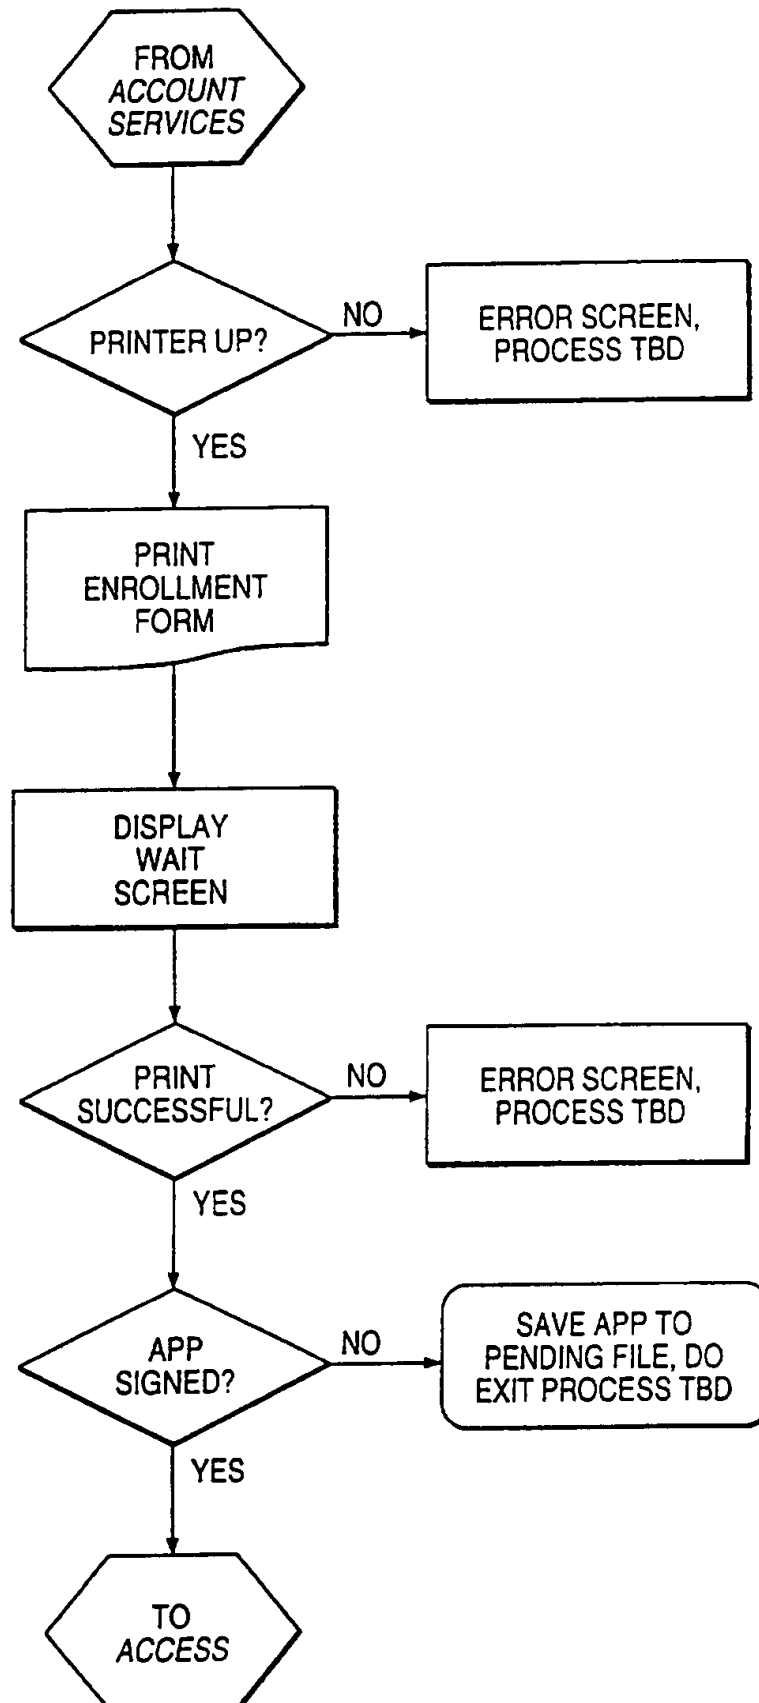 FROM
ACCOUNT
SERVICES
PRINTER UP?
NO
ERROR SCREEN,
PROCESS TBD
YES
PRINT
ENROLLMENT
FORM
DISPLAY
WAIT
SCREEN
PRINT
SUCCESSFUL?
NO
ERROR SCREEN,
PROCESS TBD
YES
APP
SIGNED?
NO
SAVE APP TO
PENDING FILE, DO
EXIT PROCESS TBD
YES
TO
ACCESS